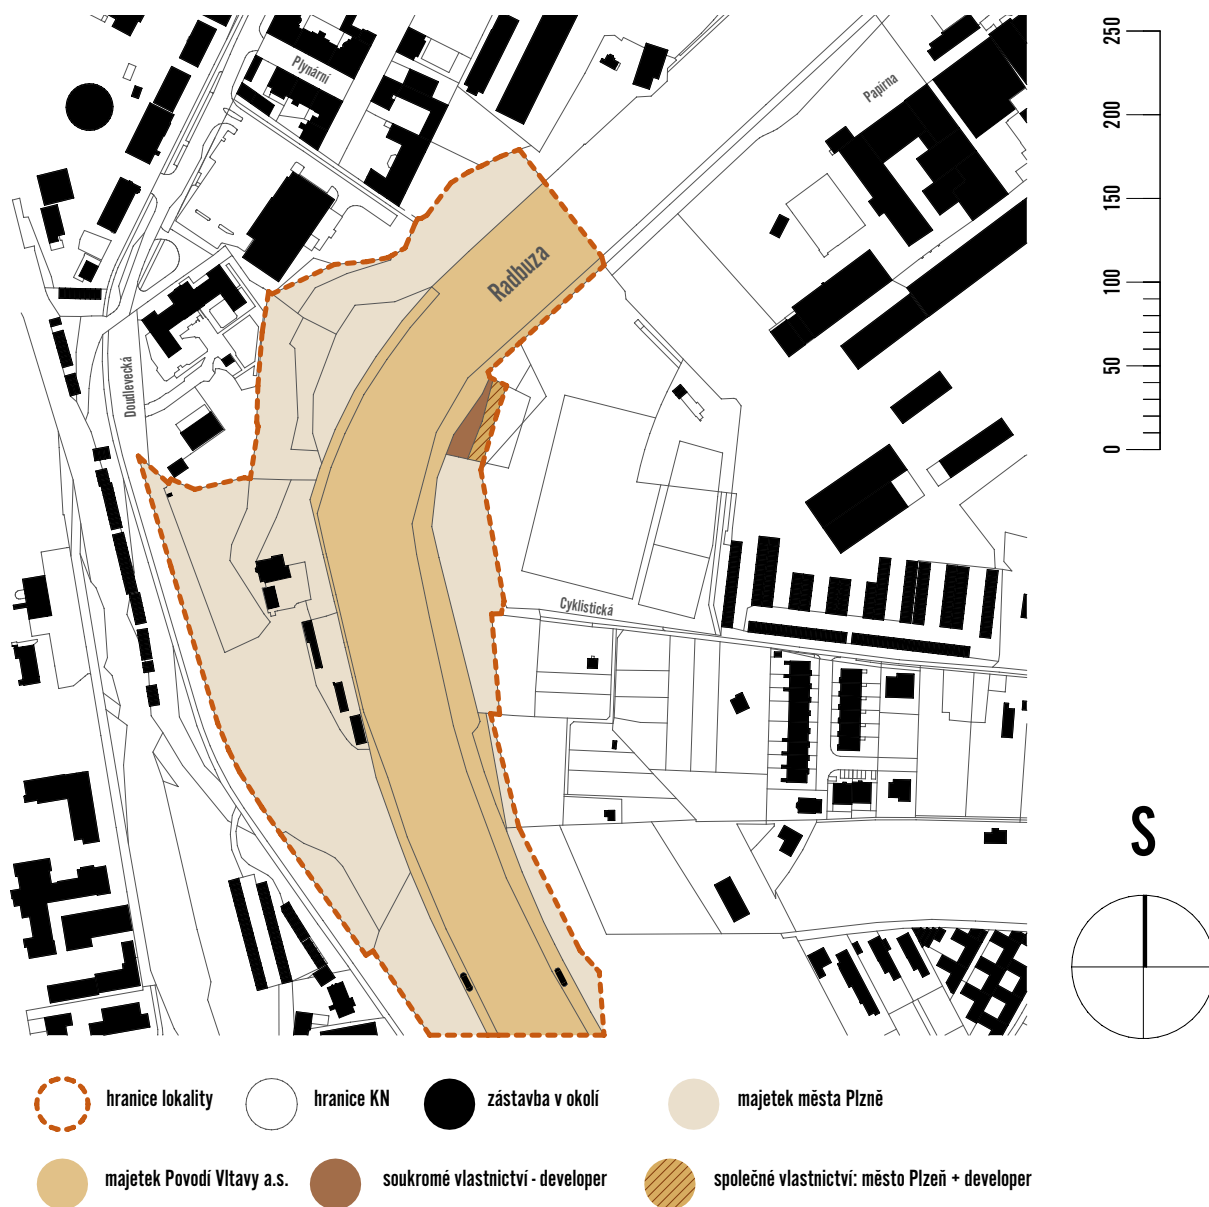 Plynární
Papírna
250
200
150
100
50
0
Radbuza
Doudlevecká
Cyklistická
S
hranice lokality
hranice KN
zástavba v okolí
majetek města Plzně
majetek Povodí Vltavy a.s.
soukromé vlastnictví - developer
společné vlastnictví: město Plzeň + developer